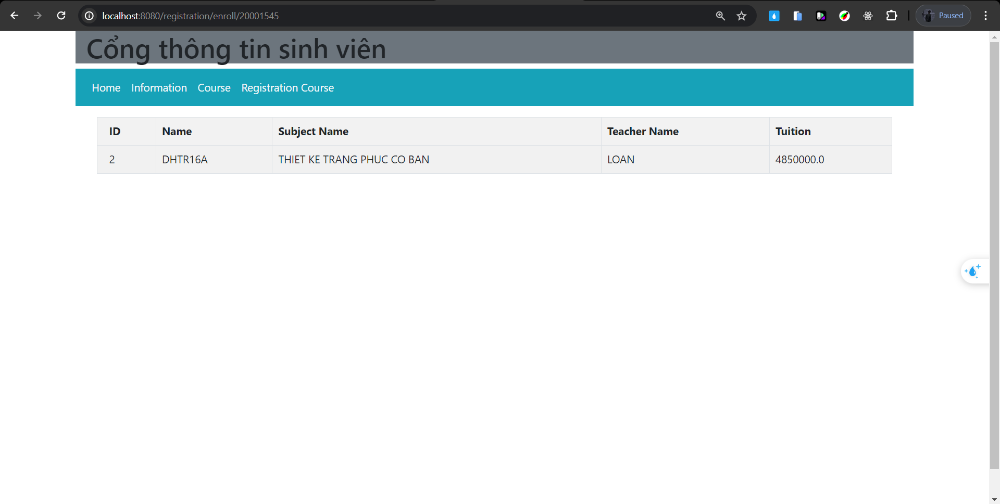 localhost:8080/registration/enroll/20001545
Paused
Cổng thông tin sinh viên
Home Information Course Registration Course
ID Name Subject Name Teacher Name Tuition
2 DHTR16A THIET KE TRANG PHUC CO BAN LOAN 4850000.0